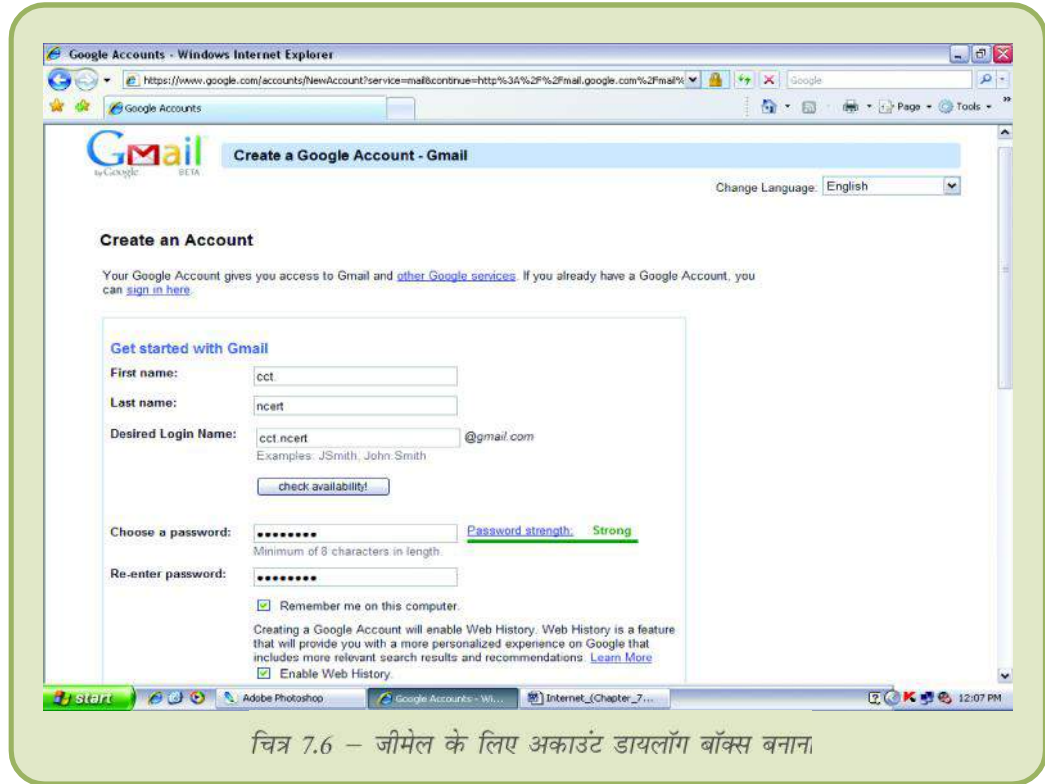 Google Accounts - Windows Internet Explorer
https://www.google.com/accounts/NewAccount?service=mail&continue=http%3A%2F%2Fmail.google.com%2Fmail%
Google
Google Accounts
Page
Tools
Gmail
by Google BETA
Create a Google Account - Gmail
Change Language: English
Create an Account
Your Google Account gives you access to Gmail and other Google services. If you already have a Google Account, you
can sign in here.
Get started with Gmail
First name: cct.
Last name: ncert
Desired Login Name: cct.ncert @gmail.com
Examples: JSmith, John.Smith
check availability!
Choose a password: •••••••• Password strength: Strong
Minimum of 8 characters in length.
Re-enter password: ••••••••
Remember me on this computer.
Creating a Google Account will enable Web History. Web History is a feature
that will provide you with a more personalized experience on Google that
includes more relevant search results and recommendations. Learn More
Enable Web History.
start Adobe Photoshop Google Accounts - Wi... Internet_(Chapter_7... 12:07 PM
चित्र 7.6 – जीमेल के लिए अकाउंट डायलॉग बॉक्स बनाना